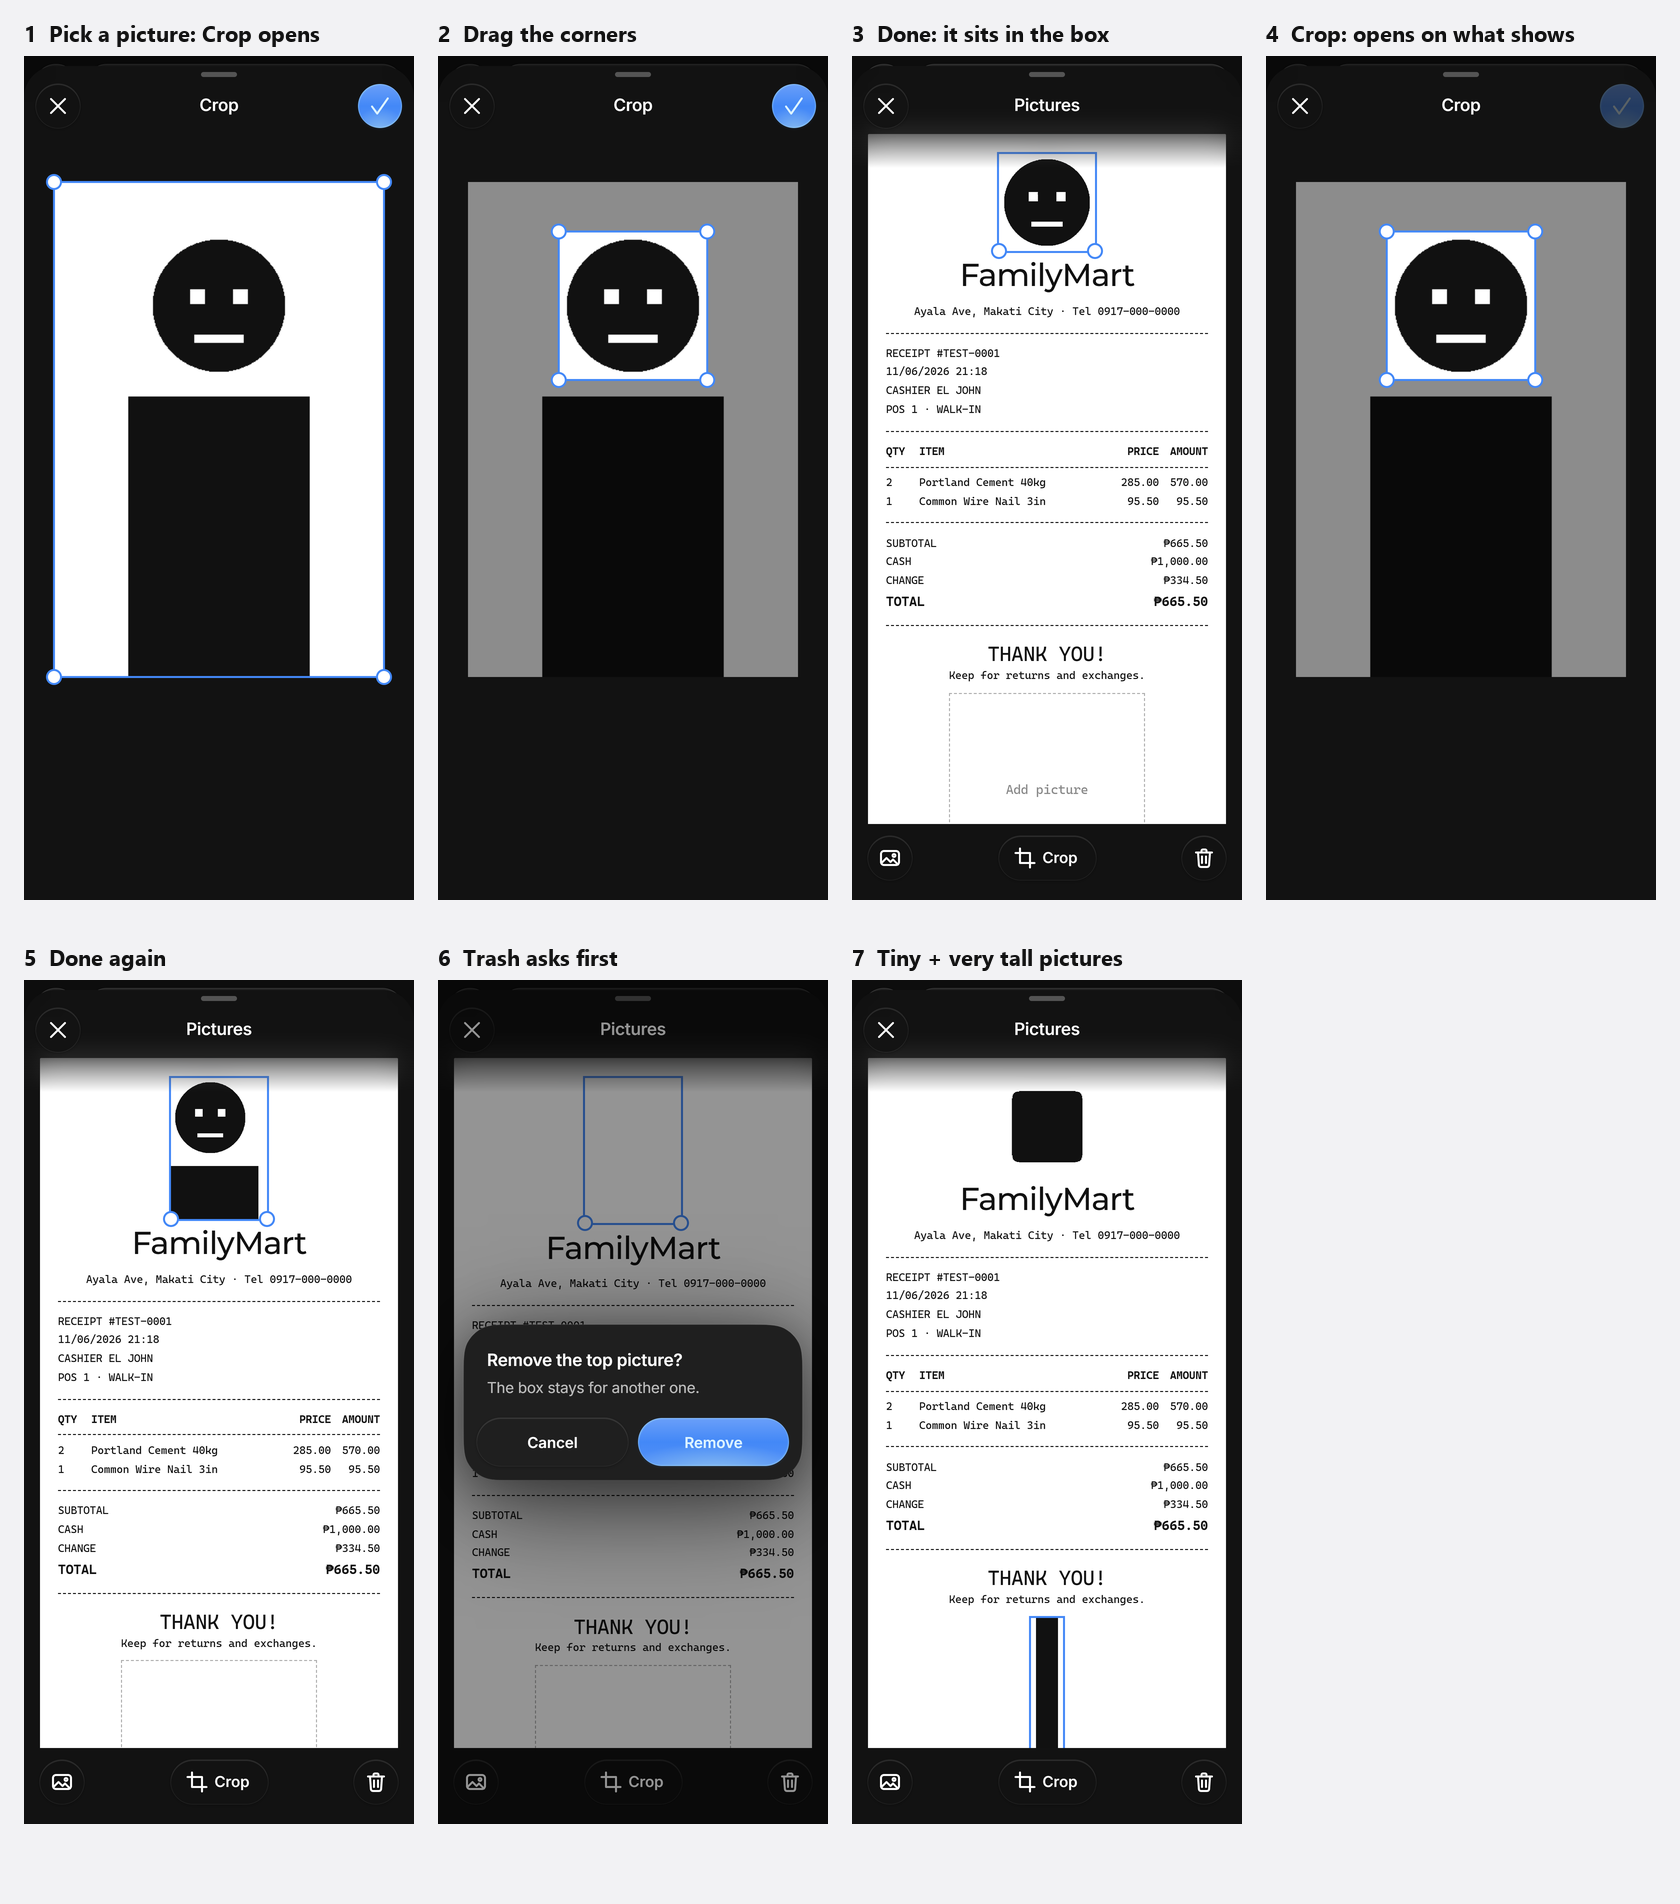 1 Pick a picture: Crop opens
Crop
2 Drag the corners
Crop
3 Done: it sits in the box
Pictures
FamilyMart
Ayala Ave, Makati City · Tel 0917-000-0000
RECEIPT #TEST-0001
11/06/2026 21:18
CASHIER EL JOHN
POS 1 · WALK-IN
QTY ITEM PRICE AMOUNT
2 Portland Cement 40kg 285.00 570.00
1 Common Wire Nail 3in 95.50 95.50
SUBTOTAL ₱665.50
CASH ₱1,000.00
CHANGE ₱334.50
TOTAL ₱665.50
THANK YOU!
Keep for returns and exchanges.
Add picture
Crop
4 Crop: opens on what shows
Crop
5 Done again
Pictures
FamilyMart
Ayala Ave, Makati City · Tel 0917-000-0000
RECEIPT #TEST-0001
11/06/2026 21:18
CASHIER EL JOHN
POS 1 · WALK-IN
QTY ITEM PRICE AMOUNT
2 Portland Cement 40kg 285.00 570.00
1 Common Wire Nail 3in 95.50 95.50
SUBTOTAL ₱665.50
CASH ₱1,000.00
CHANGE ₱334.50
TOTAL ₱665.50
THANK YOU!
Keep for returns and exchanges.
Crop
6 Trash asks first
Pictures
FamilyMart
Ayala Ave, Makati City · Tel 0917-000-0000
RECEIPT #TEST-0001
Remove the top picture?
The box stays for another one.
Cancel Remove
SUBTOTAL ₱665.50
CASH ₱1,000.00
CHANGE ₱334.50
TOTAL ₱665.50
THANK YOU!
Keep for returns and exchanges.
Crop
7 Tiny + very tall pictures
Pictures
FamilyMart
Ayala Ave, Makati City · Tel 0917-000-0000
RECEIPT #TEST-0001
11/06/2026 21:18
CASHIER EL JOHN
POS 1 · WALK-IN
QTY ITEM PRICE AMOUNT
2 Portland Cement 40kg 285.00 570.00
1 Common Wire Nail 3in 95.50 95.50
SUBTOTAL ₱665.50
CASH ₱1,000.00
CHANGE ₱334.50
TOTAL ₱665.50
THANK YOU!
Keep for returns and exchanges.
Crop